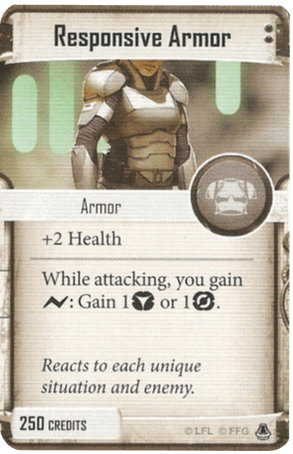 Responsive Armor
Armor
+2 Health
While attacking, you gain
: Gain 1 or 1.
Reacts to each unique
situation and enemy.
250 CREDITS
© LFL © FFG